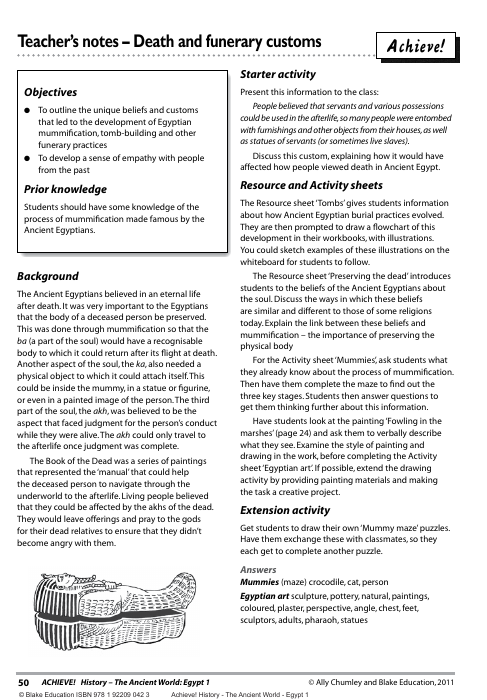 Teacher's notes – Death and funerary customs
Achieve!
Objectives
● To outline the unique beliefs and customs
that led to the development of Egyptian
mummification, tomb-building and other
funerary practices
● To develop a sense of empathy with people
from the past
Prior knowledge
Students should have some knowledge of the
process of mummification made famous by the
Ancient Egyptians.
Background
The Ancient Egyptians believed in an eternal life
after death. It was very important to the Egyptians
that the body of a deceased person be preserved.
This was done through mummification so that the
ba (a part of the soul) would have a recognisable
body to which it could return after its flight at death.
Another aspect of the soul, the ka, also needed a
physical object to which it could attach itself. This
could be inside the mummy, in a statue or figurine,
or even in a painted image of the person. The third
part of the soul, the akh, was believed to be the
aspect that faced judgment for the person's conduct
while they were alive. The akh could only travel to
the afterlife once judgment was complete.
The Book of the Dead was a series of paintings
that represented the 'manual' that could help
the deceased person to navigate through the
underworld to the afterlife. Living people believed
that they could be affected by the akhs of the dead.
They would leave offerings and pray to the gods
for their dead relatives to ensure that they didn't
become angry with them.
Starter activity
Present this information to the class:
People believed that servants and various possessions
could be used in the afterlife, so many people were entombed
with furnishings and other objects from their houses, as well
as statues of servants (or sometimes live slaves).
Discuss this custom, explaining how it would have
affected how people viewed death in Ancient Egypt.
Resource and Activity sheets
The Resource sheet 'Tombs' gives students information
about how Ancient Egyptian burial practices evolved.
They are then prompted to draw a flowchart of this
development in their workbooks, with illustrations.
You could sketch examples of these illustrations on the
whiteboard for students to follow.
The Resource sheet 'Preserving the dead' introduces
students to the beliefs of the Ancient Egyptians about
the soul. Discuss the ways in which these beliefs
are similar and different to those of some religions
today. Explain the link between these beliefs and
mummification – the importance of preserving the
physical body
For the Activity sheet 'Mummies', ask students what
they already know about the process of mummification.
Then have them complete the maze to find out the
three key stages. Students then answer questions to
get them thinking further about this information.
Have students look at the painting 'Fowling in the
marshes' (page 24) and ask them to verbally describe
what they see. Examine the style of painting and
drawing in the work, before completing the Activity
sheet 'Egyptian art'. If possible, extend the drawing
activity by providing painting materials and making
the task a creative project.
Extension activity
Get students to draw their own 'Mummy maze' puzzles.
Have them exchange these with classmates, so they
each get to complete another puzzle.
Answers
Mummies (maze) crocodile, cat, person
Egyptian art sculpture, pottery, natural, paintings,
coloured, plaster, perspective, angle, chest, feet,
sculptors, adults, pharaoh, statues
50 ACHIEVE! History – The Ancient World: Egypt 1
© Ally Chumley and Blake Education, 2011
© Blake Education ISBN 978 1 92209 042 3 Achieve! History - The Ancient World - Egypt 1